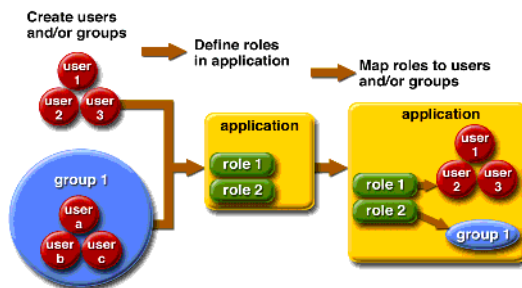 Create users
and/or groups
Define roles
in application
Map roles to users
and/or groups
user
1
user
2
user
3
group 1
user
a
user
b
user
c
application
role 1
role 2
application
user
1
user
2
user
3
role 1
role 2
group 1